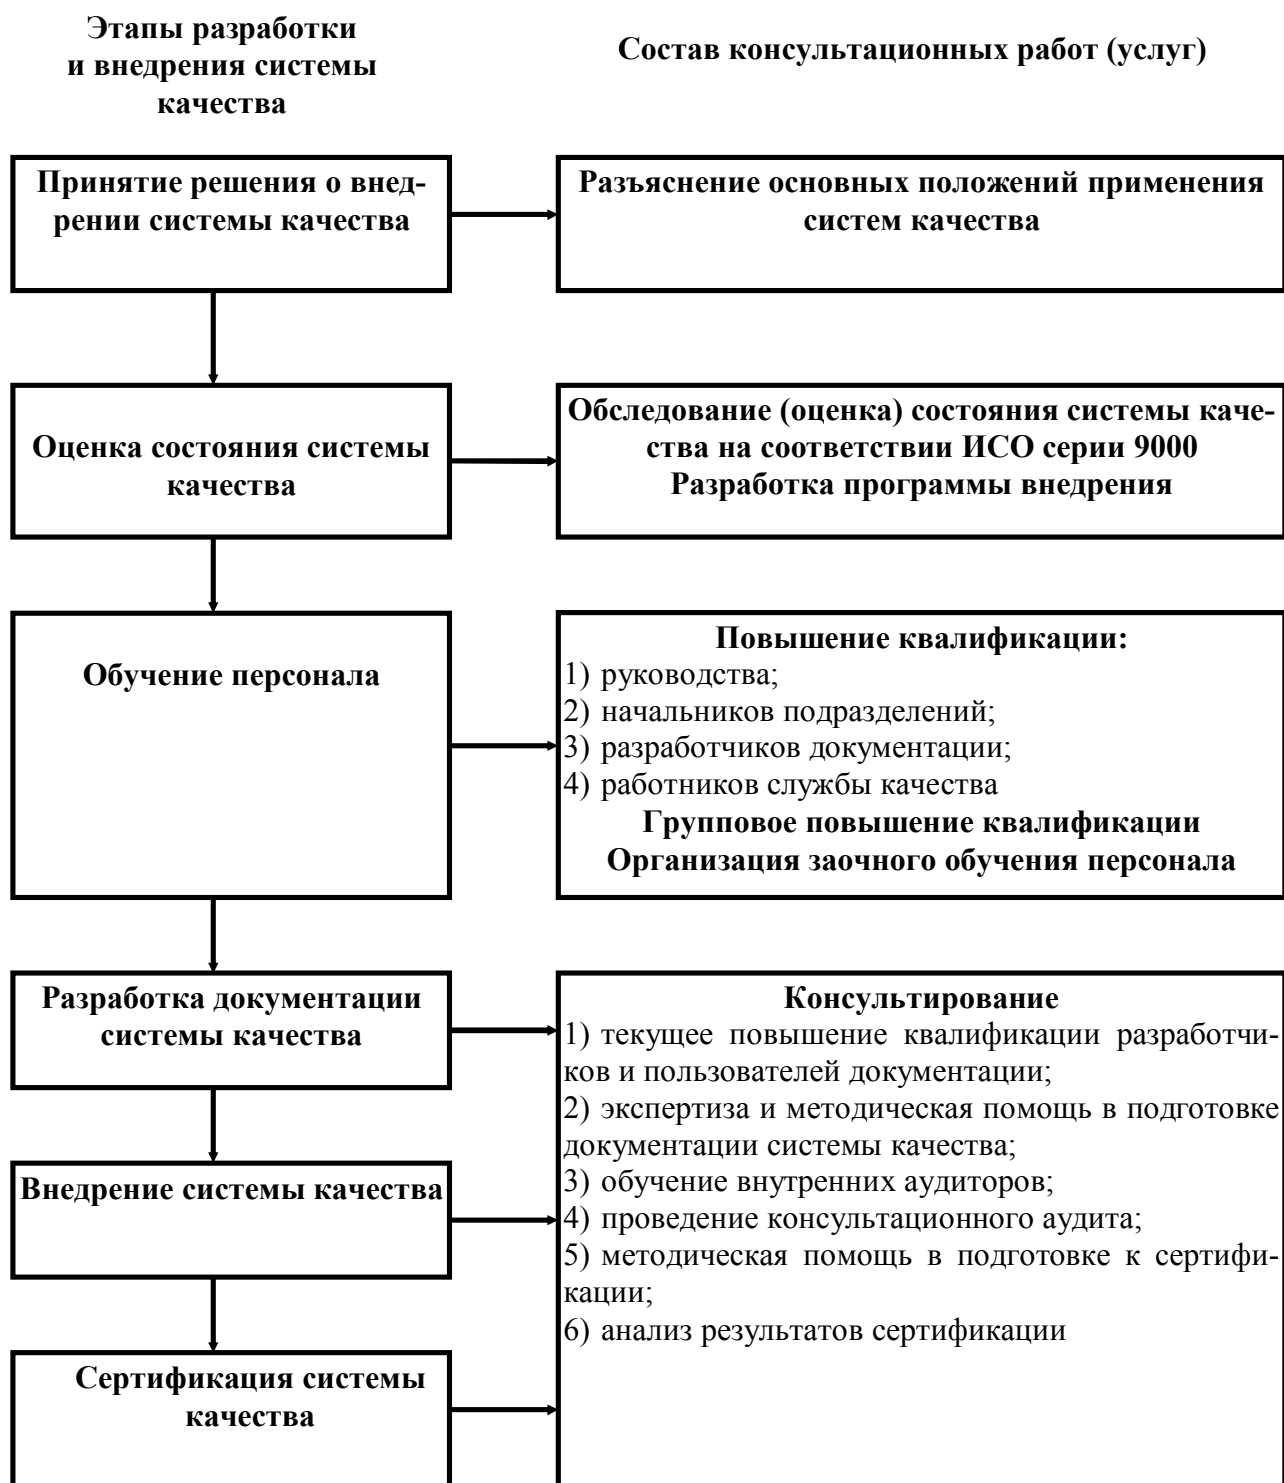 Этапы разработки
и внедрения системы
качества
Состав консультационных работ (услуг)
Принятие решения о внед-
рении системы качества
Разъяснение основных положений применения
систем качества
Оценка состояния системы
качества
Обследование (оценка) состояния системы каче-
ства на соответствии ИСО серии 9000
Разработка программы внедрения
Обучение персонала
Повышение квалификации:
1) руководства;
2) начальников подразделений;
3) разработчиков документации;
4) работников службы качества
Групповое повышение квалификации
Организация заочного обучения персонала
Разработка документации
системы качества
Внедрение системы качества
Сертификация системы
качества
Консультирование
1) текущее повышение квалификации разработчи-
ков и пользователей документации;
2) экспертиза и методическая помощь в подготовке
документации системы качества;
3) обучение внутренних аудиторов;
4) проведение консультационного аудита;
5) методическая помощь в подготовке к сертифи-
кации;
6) анализ результатов сертификации